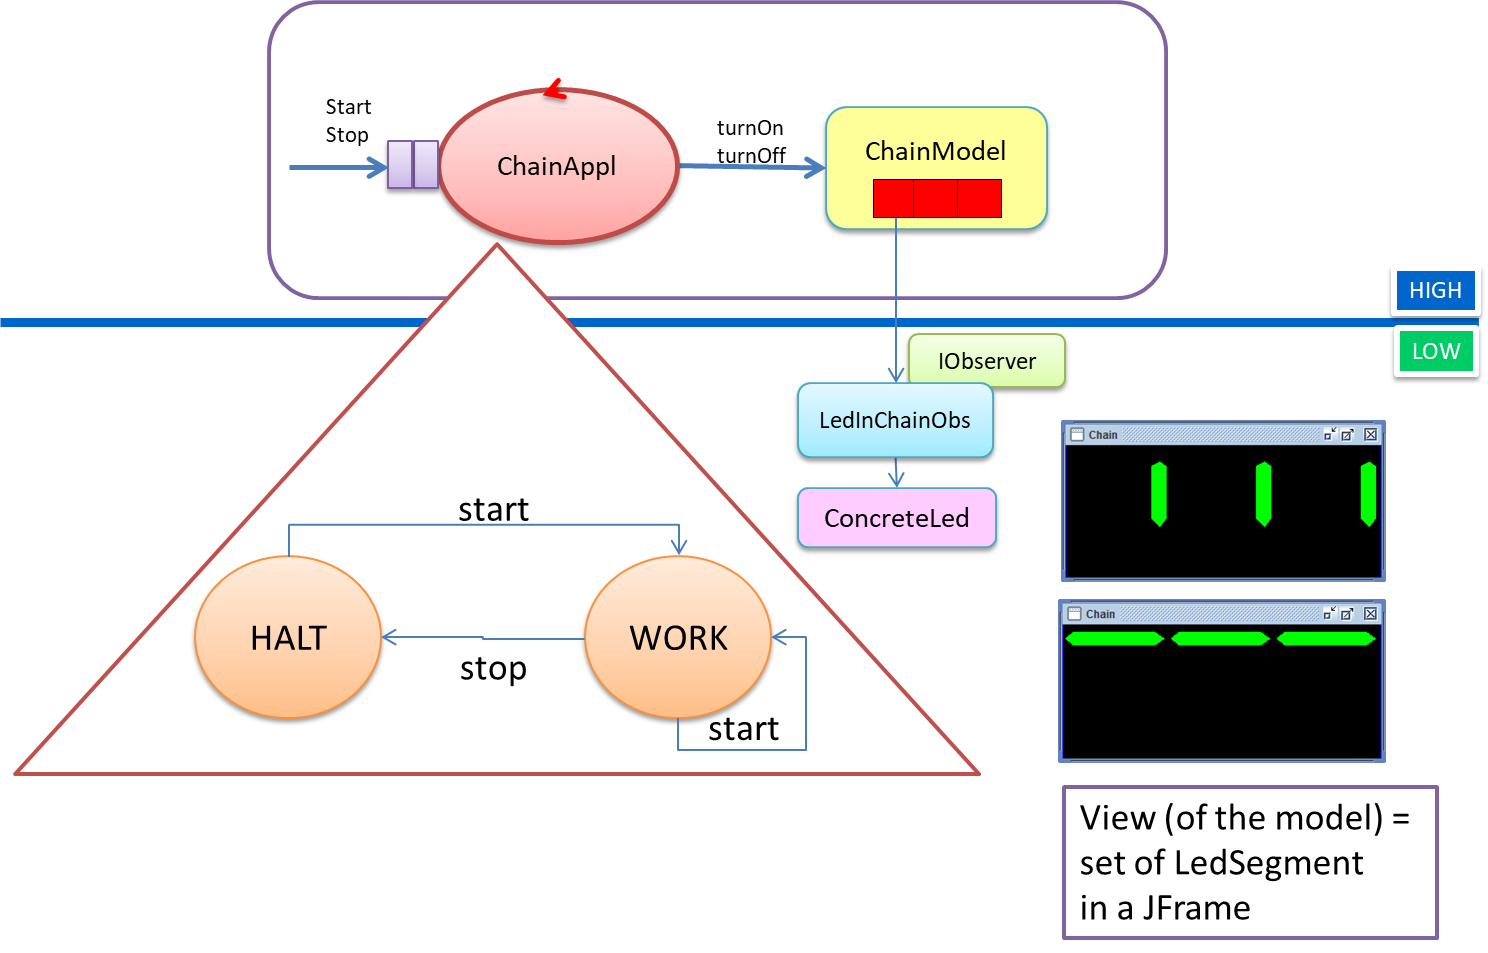 Start
Stop
ChainAppl
turnOn
turnOff
ChainModel
HIGH
LOW
IObserver
LedInChainObs
ConcreteLed
Chain
Chain
start
HALT
WORK
stop
start
View (of the model) =
set of LedSegment
in a JFrame